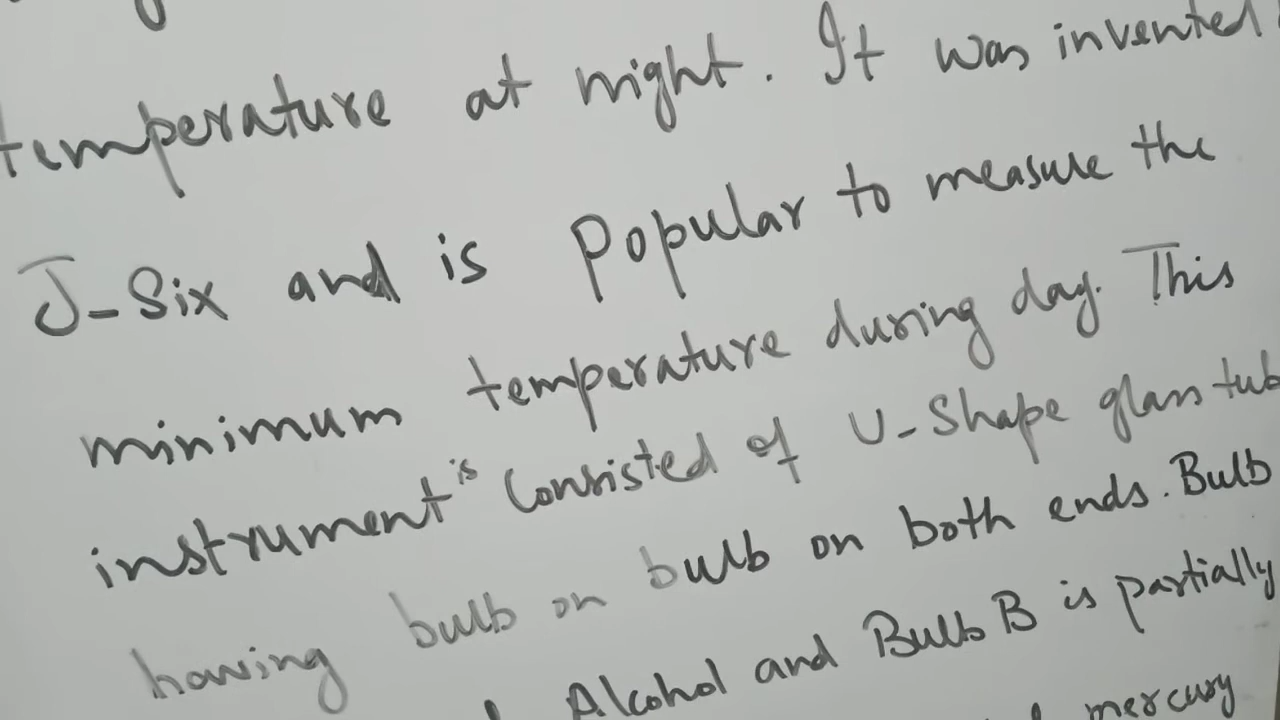 temperature at night. It was invented
J-Six and is Popular to measure the
minimum temperature during day. This
instrument is Consisted of U-Shape glass tub
having bulb on bulb on both ends. Bulb
Alcohol and Bulb B is partially
mercury